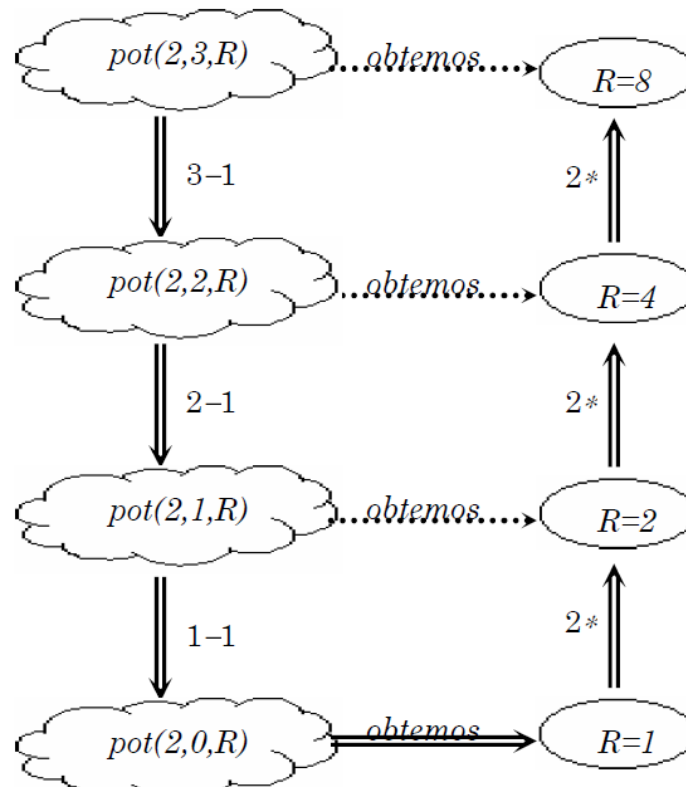 pot(2,3,R) obtemos R=8
3–1 2*
pot(2,2,R) obtemos R=4
2–1 2*
pot(2,1,R) obtemos R=2
1–1 2*
pot(2,0,R) obtemos R=1